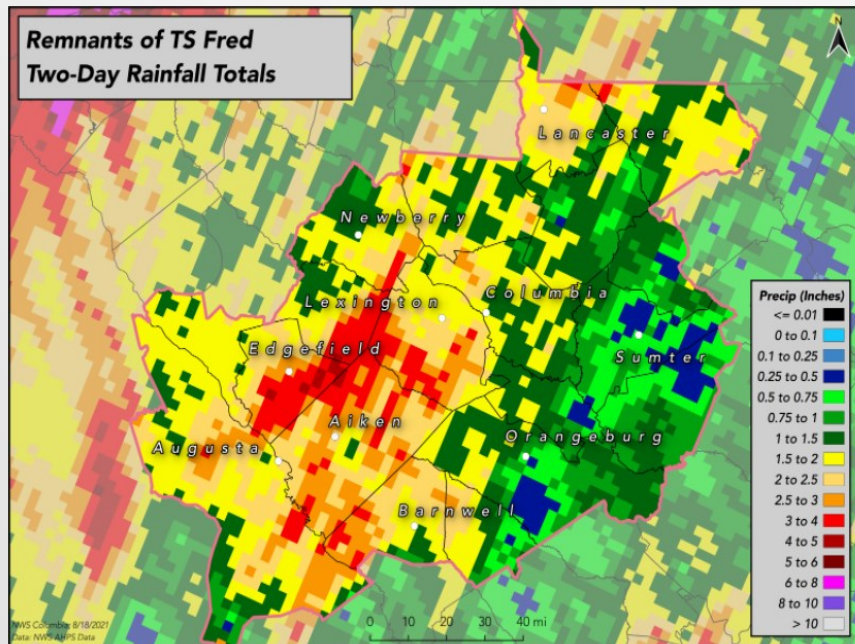 Remnants of TS Fred
Two-Day Rainfall Totals
N
Lancaster
Newberry
Lexington
Columbia
Edgefield
Sumter
Aiken
Augusta
Orangeburg
Barnwell
Precip (Inches)
<= 0.01
0 to 0.1
0.1 to 0.25
0.25 to 0.5
0.5 to 0.75
0.75 to 1
1 to 1.5
1.5 to 2
2 to 2.5
2.5 to 3
3 to 4
4 to 5
5 to 6
6 to 8
8 to 10
> 10
NWS Columbia: 8/18/2021
Data: NWS AHPS Data
0 10 20 30 40 mi